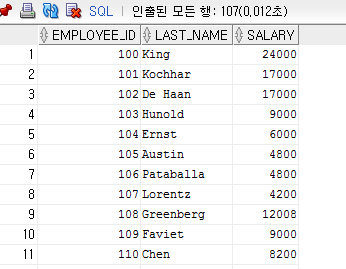 SQL | 인출된 모든 행: 107(0.012초)
EMPLOYEE_ID LAST_NAME SALARY
1 100 King 24000
2 101 Kochhar 17000
3 102 De Haan 17000
4 103 Hunold 9000
5 104 Ernst 6000
6 105 Austin 4800
7 106 Pataballa 4800
8 107 Lorentz 4200
9 108 Greenberg 12008
10 109 Faviet 9000
11 110 Chen 8200